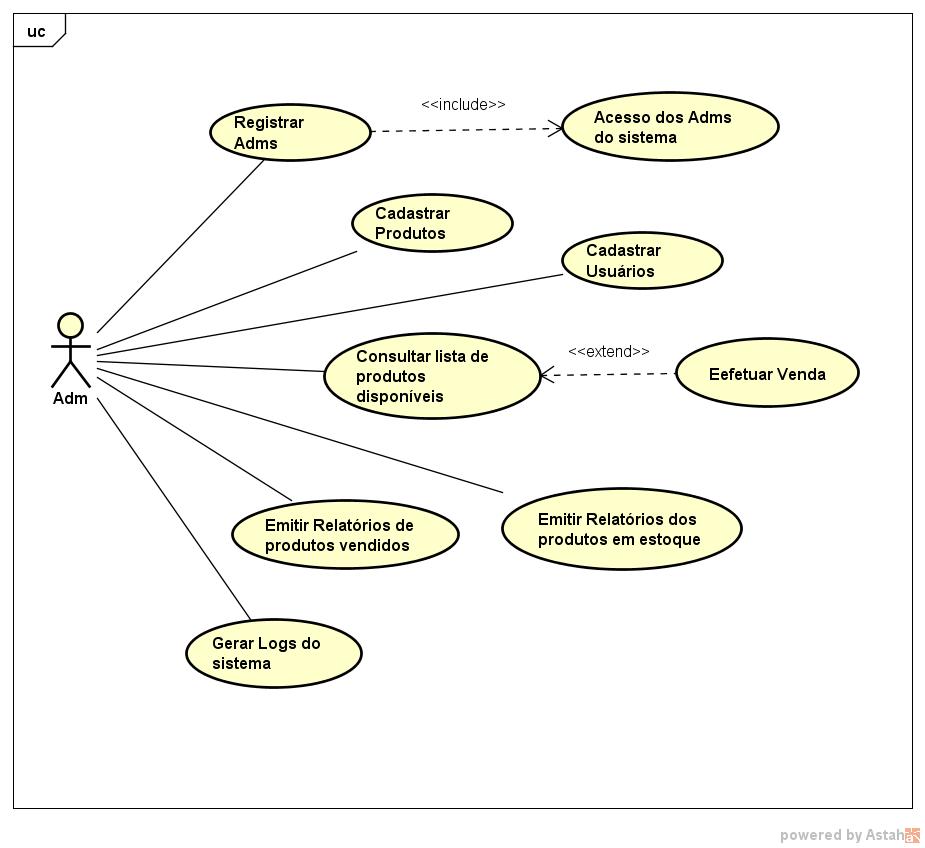 uc
<<include>>
Registrar
Adms
Acesso dos Adms
do sistema
Cadastrar
Produtos
Cadastrar
Usuários
Adm
Consultar lista de
produtos
disponíveis
<<extend>>
Eefetuar Venda
Emitir Relatórios de
produtos vendidos
Emitir Relatórios dos
produtos em estoque
Gerar Logs do
sistema
powered by Astah